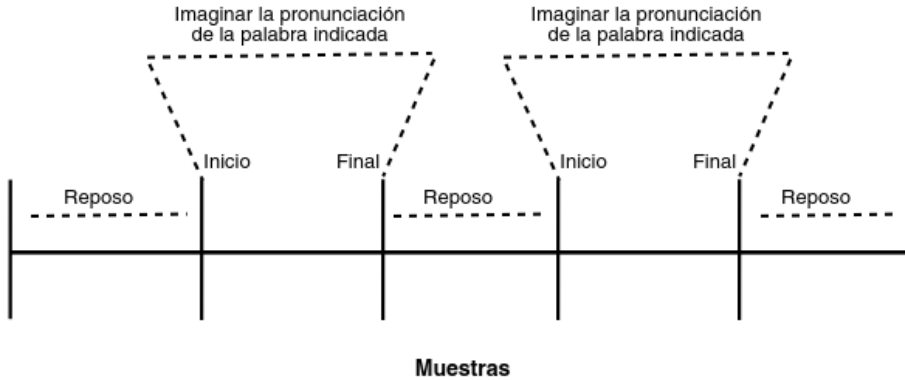 Imaginar la pronunciación
de la palabra indicada
Imaginar la pronunciación
de la palabra indicada
Inicio
Final
Inicio
Final
Reposo
Reposo
Reposo
Muestras